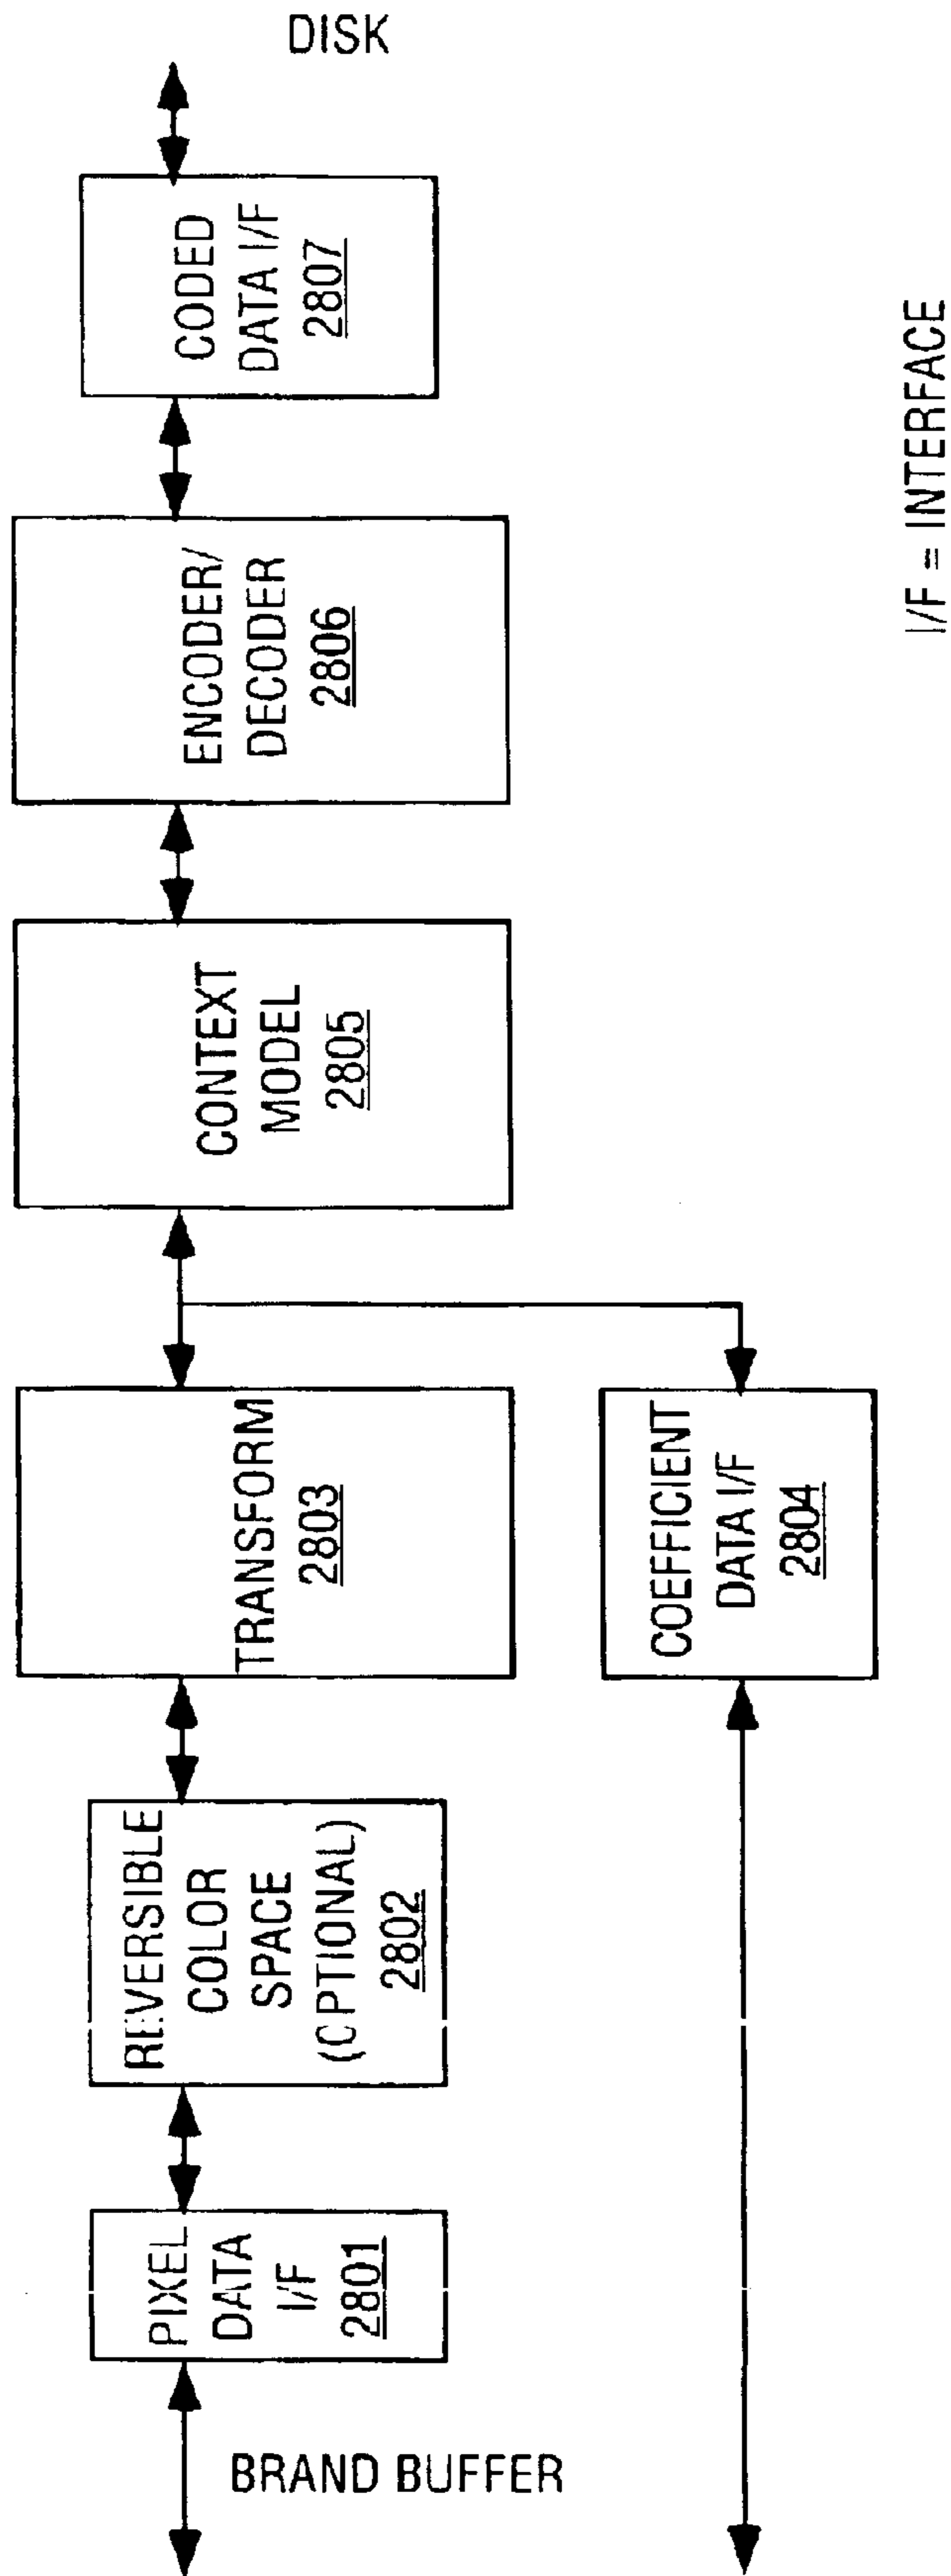 BRAND BUFFER
PIXEL
DATA
I/F
2801
REVERSIBLE
COLOR
SPACE
(OPTIONAL)
2802
TRANSFORM
2803
COEFFICIENT
DATA I/F
2804
CONTEXT
MODEL
2805
ENCODER/
DECODER
2806
CODED
DATA I/F
2807
DISK
I/F = INTERFACE